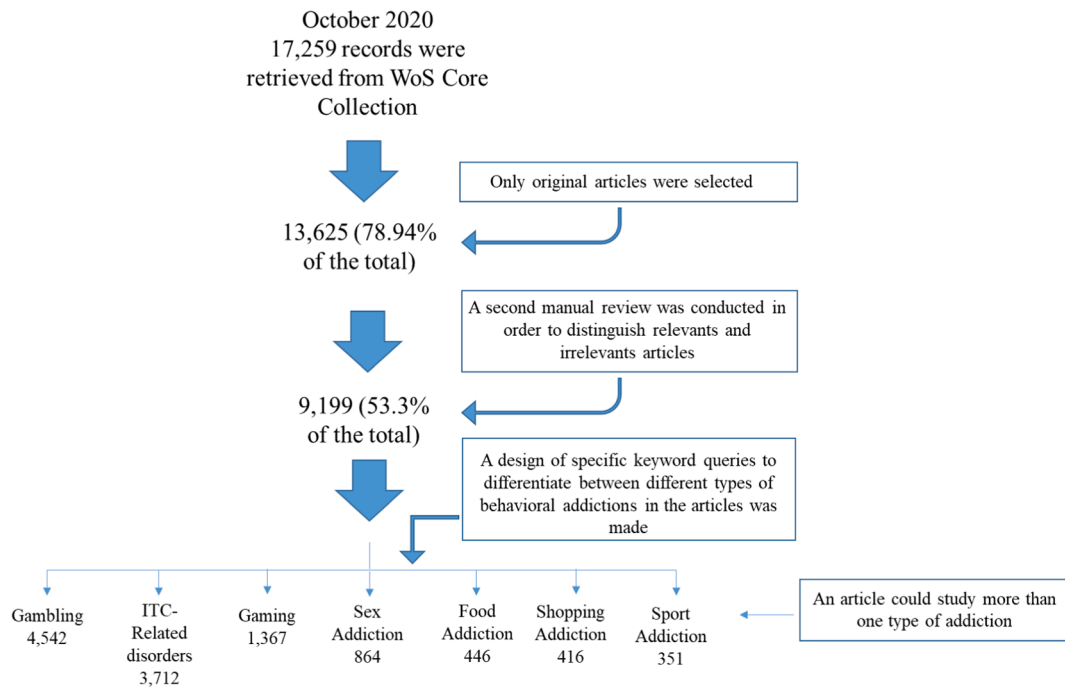 October 2020
17,259 records were
retrieved from WoS Core
Collection
Only original articles were selected
13,625 (78.94%
of the total)
A second manual review was conducted in
order to distinguish relevants and
irrelevants articles
9,199 (53.3%
of the total)
A design of specific keyword queries to
differentiate between different types of
behavioral addictions in the articles was
made
Gambling
4,542
ITC-
Related
disorders
3,712
Gaming
1,367
Sex
Addiction
864
Food
Addiction
446
Shopping
Addiction
416
Sport
Addiction
351
An article could study more than
one type of addiction